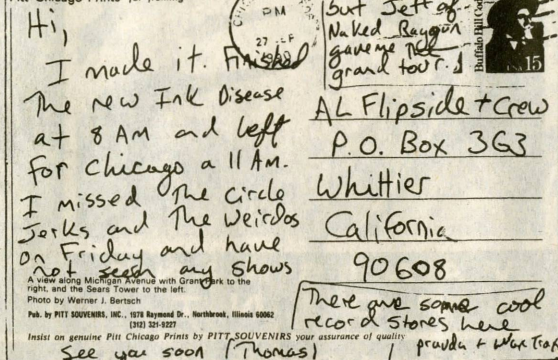 Pitt Chicago Prints for
Hi,
I made it. Finished
The new Ink Disease
at 8 AM and left
for Chicago a 11 AM.
I missed The Circle
Jerks and The Weirdos
on Friday and have
not seen any shows
but Jeff of
Naked Raygun
gave me the
grand tour.
PM
27 SEP
Buffalo Bill Cody
15
AL Flipside + Crew
P.O. Box 363
Whittier
California
90608
A view along Michigan Avenue with Grant Park to the
right, and the Sears Tower to the left.
Photo by Werner J. Bertsch
Pub. by PITT SOUVENIRS, INC., 1978 Raymond Dr., Northbrook, Illinois 60062
(312) 321-9227
Insist on genuine Pitt Chicago Prints by PITT SOUVENIRS your assurance of quality
There are some cool
record stores here
pravda + Wax Trax
See you soon (Thomas)